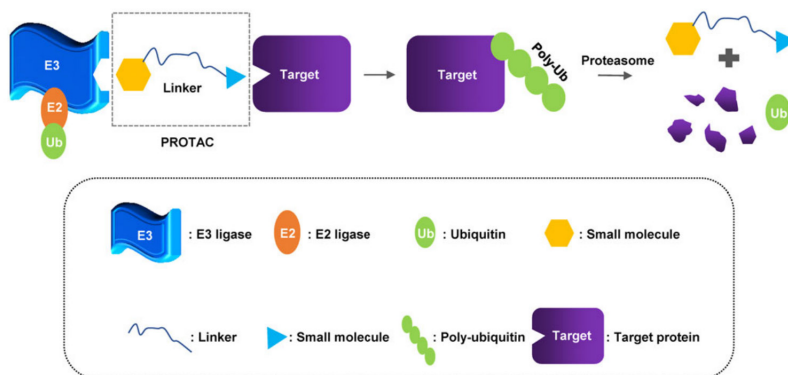 E3
E2
Ub
Linker
PROTAC
Target
Target
Poly-Ub
Proteasome
Ub
E3 : E3 ligase
E2 : E2 ligase
Ub : Ubiquitin
: Small molecule
: Linker
: Small molecule
: Poly-ubiquitin
Target : Target protein